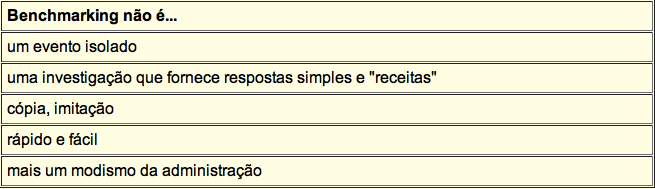 Benchmarking não é...
um evento isolado
uma investigação que fornece respostas simples e "receitas"
cópia, imitação
rápido e fácil
mais um modismo da administração